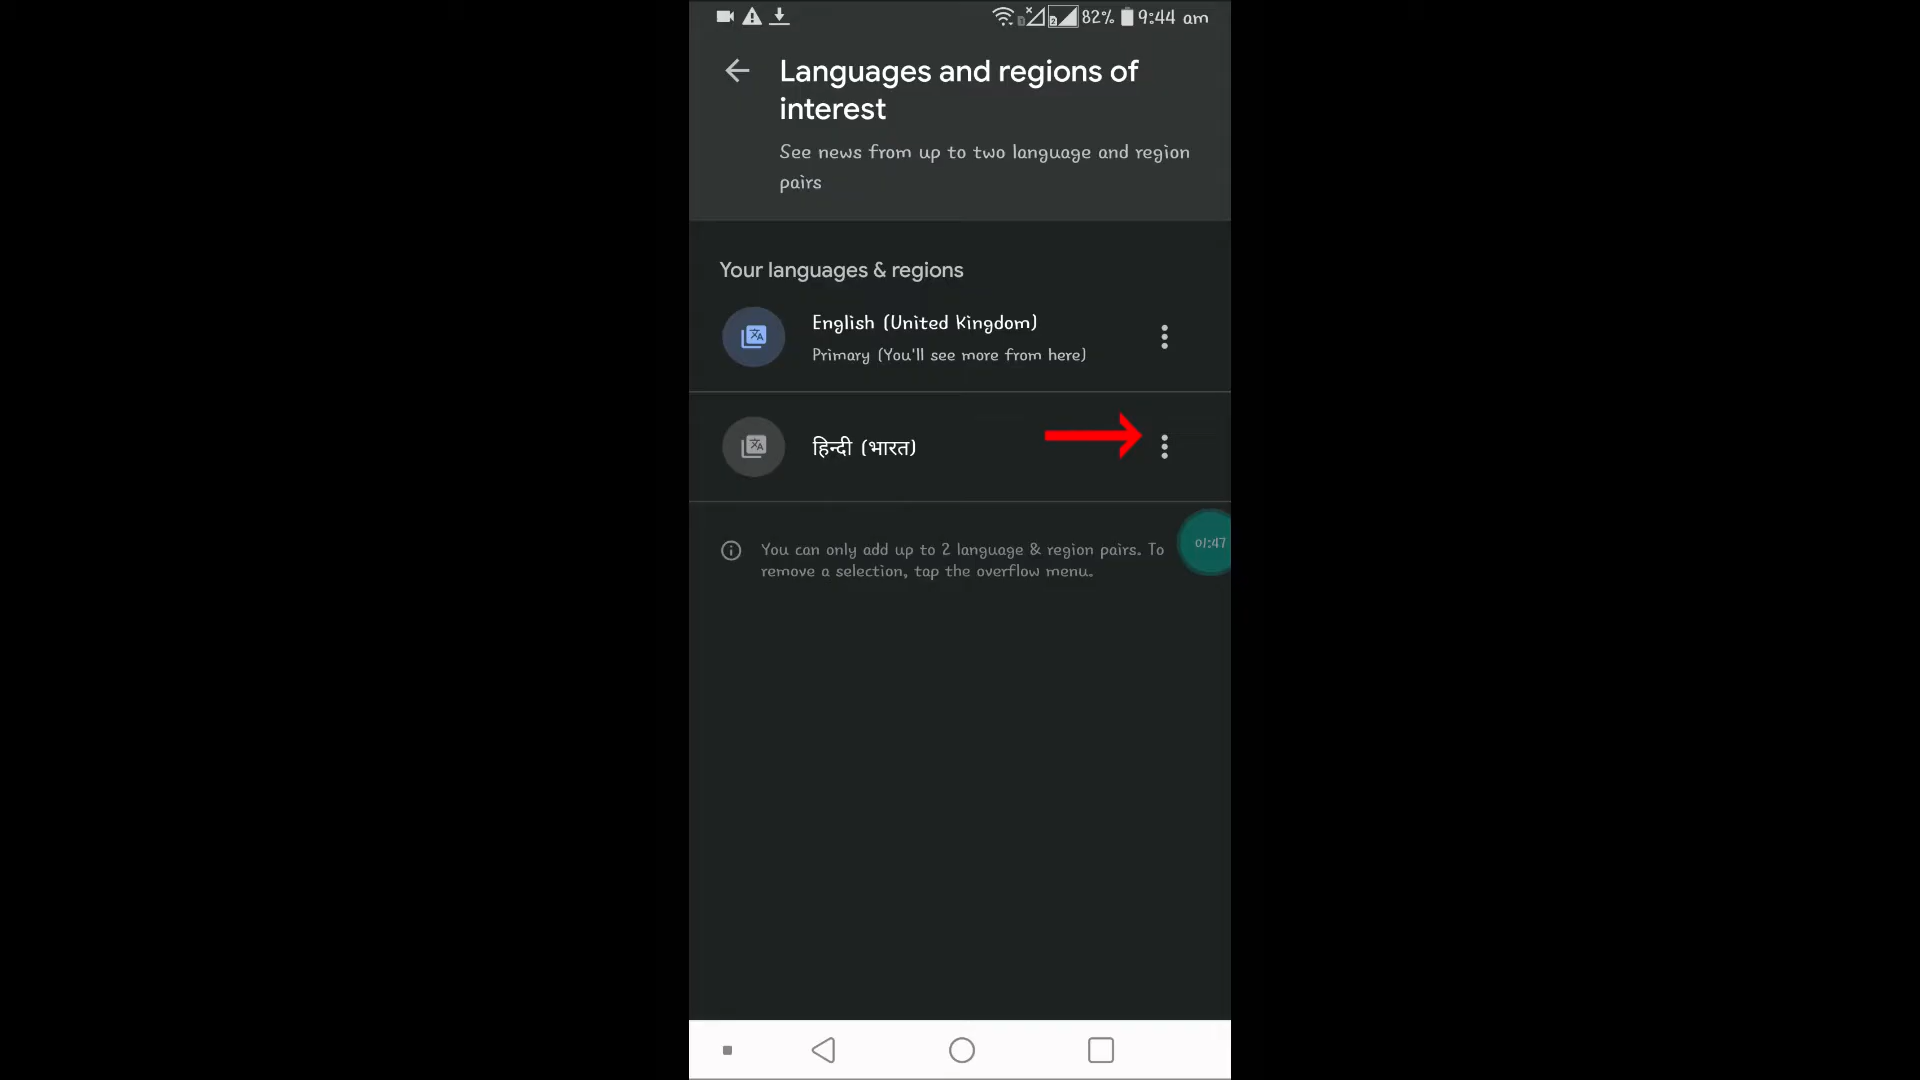 82% 9:44 am
Languages and regions of
interest
See news from up to two language and region
pairs
Your languages & regions
English (United Kingdom)
Primary (You'll see more from here)
हिन्दी (भारत)
You can only add up to 2 language & region pairs. To
remove a selection, tap the overflow menu.
01:47